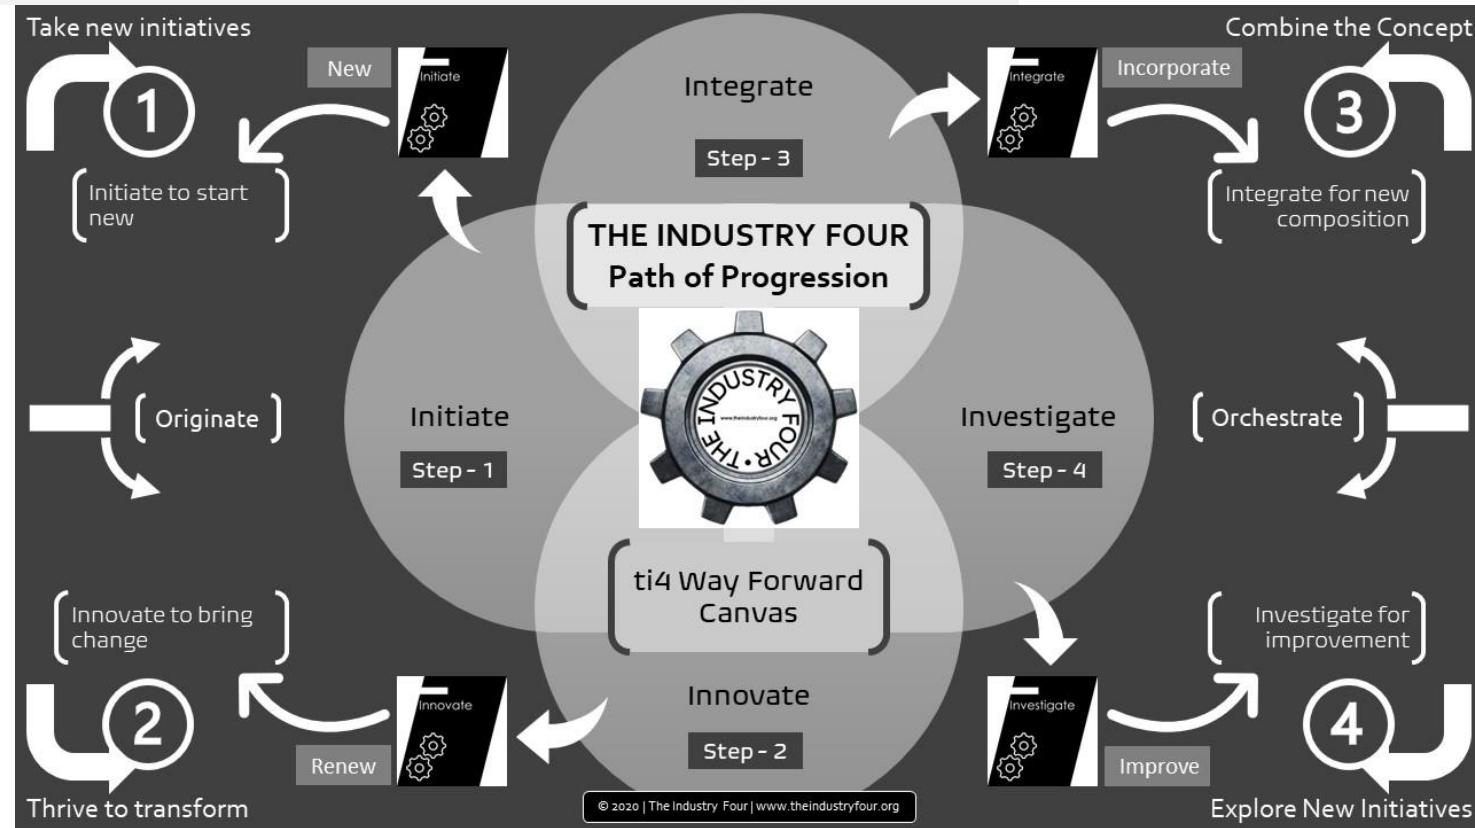 Take new initiatives
1
New
Initiate
Initiate to start
new
Integrate
Step - 3
Integrate
Incorporate
Combine the Concept
3
Integrate for new
composition
THE INDUSTRY FOUR
Path of Progression
THE INDUSTRY FOUR •
www.theindustryfour.org
Originate
Initiate
Step - 1
Investigate
Step - 4
Orchestrate
ti4 Way Forward
Canvas
Innovate to bring
change
2
Thrive to transform
Renew
Innovate
Innovate
Step - 2
Investigate
Improve
Investigate for
improvement
4
Explore New Initiatives
© 2020 | The Industry Four | www.theindustryfour.org